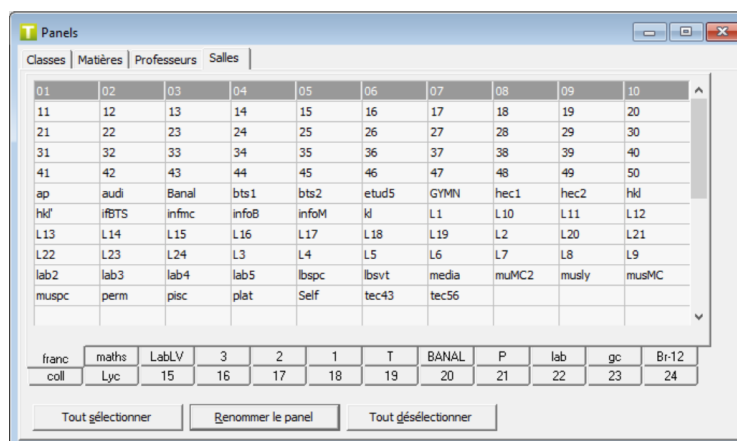 T Panels
Classes Matières Professeurs Salles
01 02 03 04 05 06 07 08 09 10
11 12 13 14 15 16 17 18 19 20
21 22 23 24 25 26 27 28 29 30
31 32 33 34 35 36 37 38 39 40
41 42 43 44 45 46 47 48 49 50
ap audi Banal bts1 bts2 etud5 GYMN hec1 hec2 hkl
hkl' ifBTS infmc infoB infoM kl L1 L10 L11 L12
L13 L14 L15 L16 L17 L18 L19 L2 L20 L21
L22 L23 L24 L3 L4 L5 L6 L7 L8 L9
lab2 lab3 lab4 lab5 lbspc lbsvt media muMC2 musly musMC
muspc perm pisc plat Self tec43 tec56
franc maths LabLV 3 2 1 T BANAL P lab gc Br-12
coll Lyc 15 16 17 18 19 20 21 22 23 24
Tout sélectionner Renommer le panel Tout désélectionner